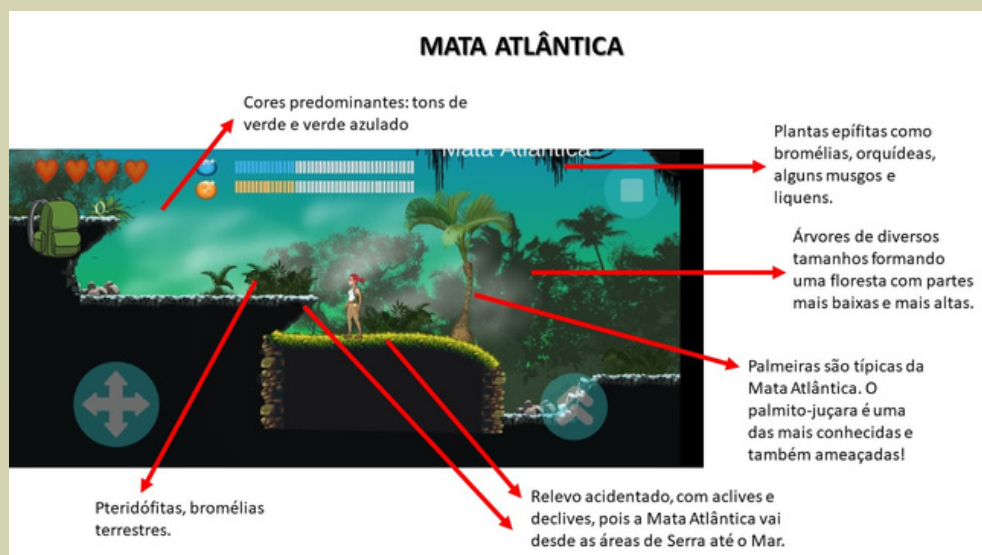 MATA ATLÂNTICA
Cores predominantes: tons de
verde e verde azulado
Mata Atlântica
Plantas epífitas como
bromélias, orquídeas,
alguns musgos e
liquens.
Árvores de diversos
tamanhos formando
uma floresta com partes
mais baixas e mais altas.
Palmeiras são típicas da
Mata Atlântica. O
palmito-juçara é uma
das mais conhecidas e
também ameaçadas!
Relevo acidentado, com aclives e
declives, pois a Mata Atlântica vai
desde as áreas de Serra até o Mar.
Pteridófitas, bromélias
terrestres.